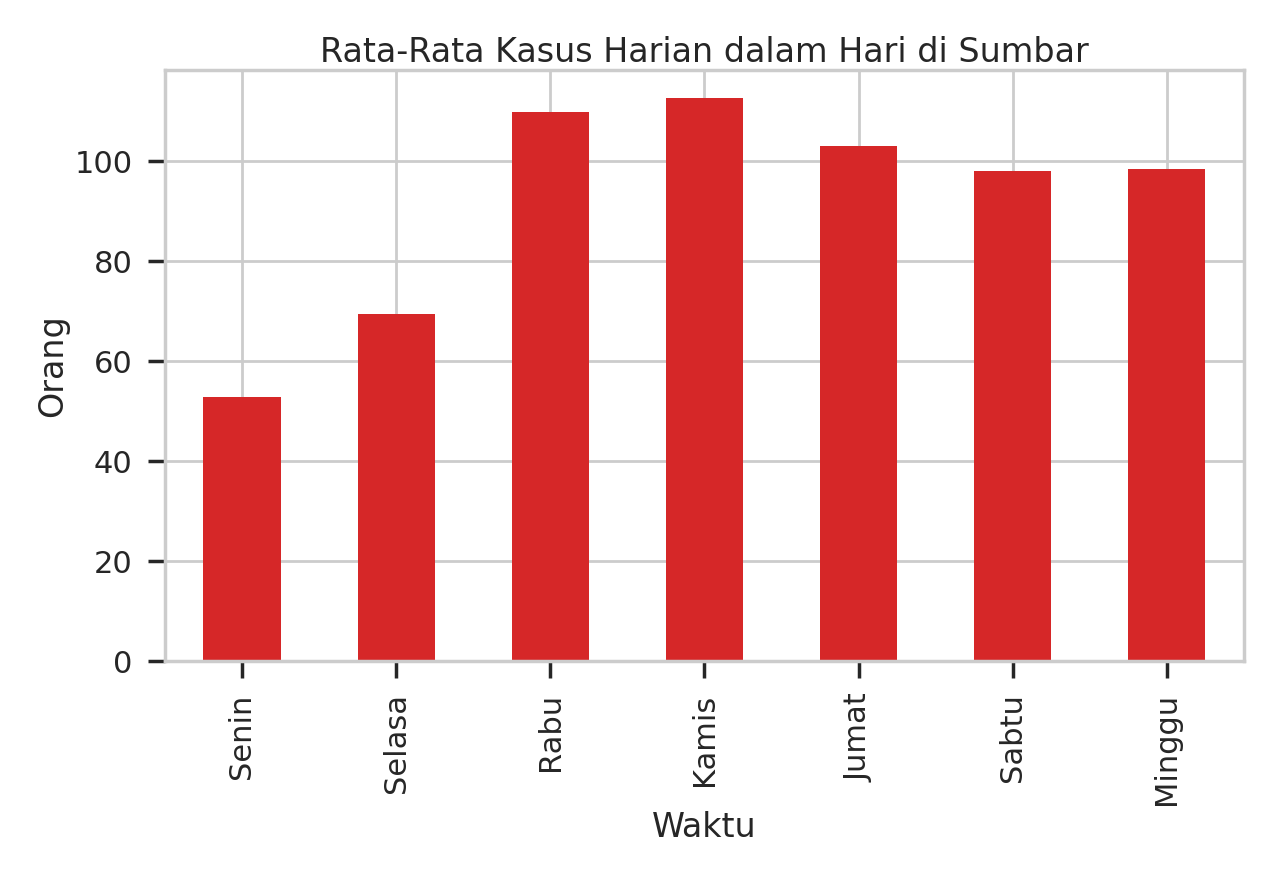 Rata-Rata Kasus Harian dalam Hari di Sumbar
Orang
100
80
60
40
20
0
Senin
Selasa
Rabu
Kamis
Jumat
Sabtu
Minggu
Waktu